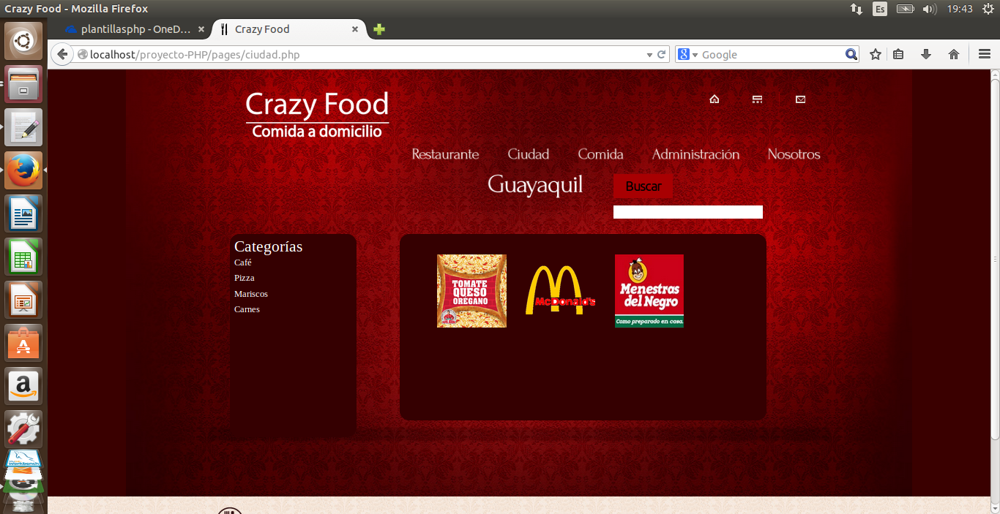 Crazy Food - Mozilla Firefox
Es
19:43
plantillasphp - OneD...
Crazy Food
localhost/proyecto-PHP/pages/ciudad.php
Google
Crazy Food
Comida a domicilio
Restaurante
Ciudad
Comida
Administración
Nosotros
Guayaquil
Buscar
Categorías
Café
Pizza
Mariscos
Carnes
TOMATE
QUESO
OREGANO
McDonald's
Menestras
del Negro
Como preparado en casa.
Workbench